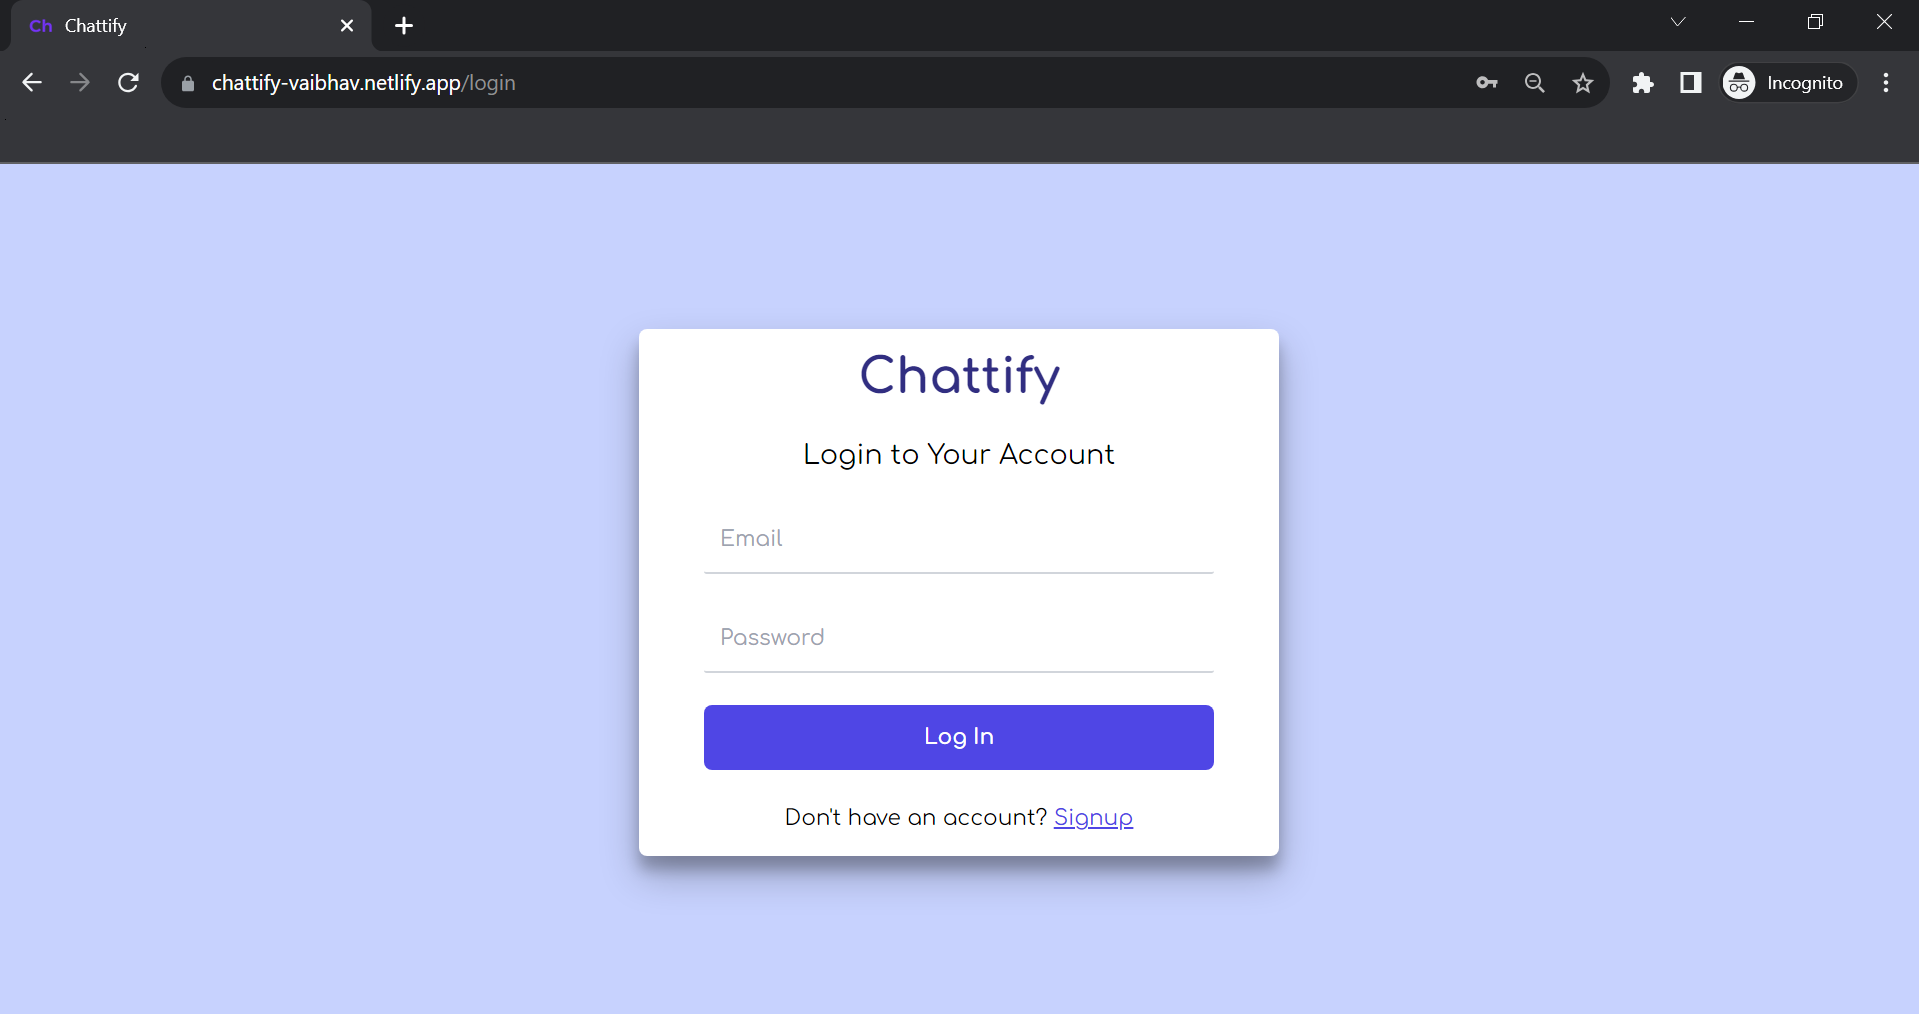 Ch Chattify
chattify-vaibhav.netlify.app/login
Incognito
Chattify
Login to Your Account
Email
Password
Log In
Don't have an account? Signup